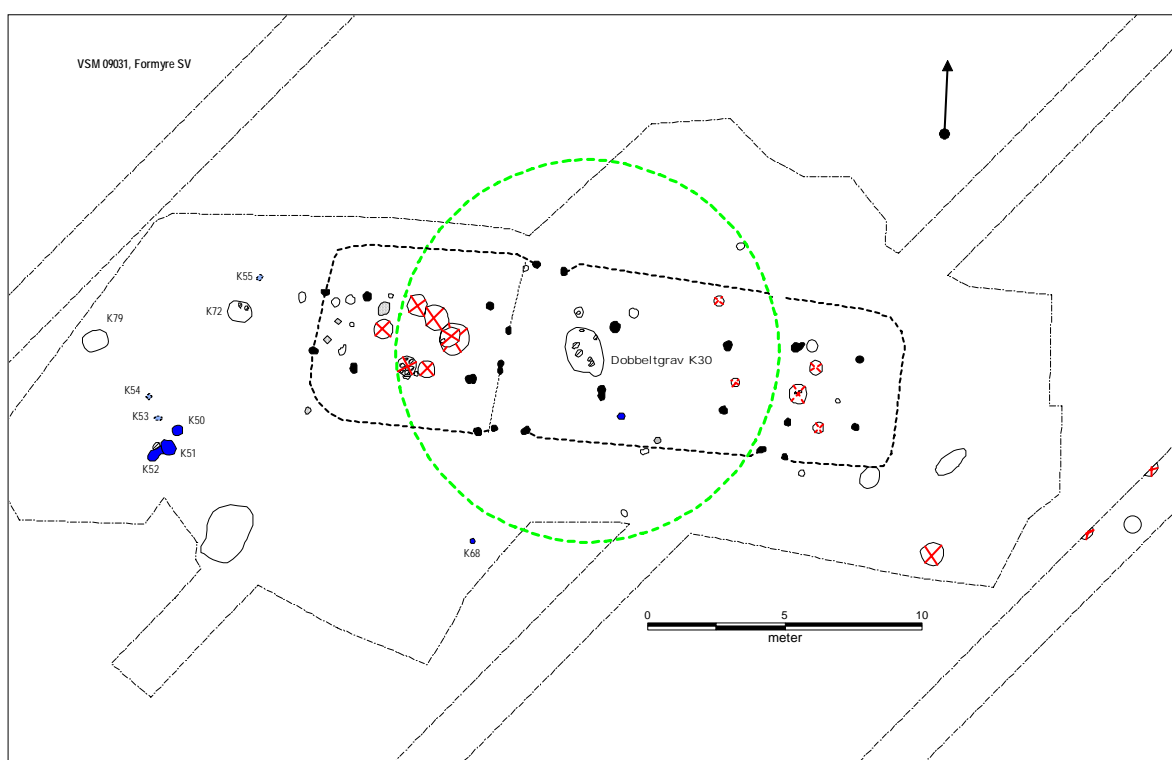 VSM 09031, Formyre SV
K55
K72
K79
Dobbeltgrav K30
K54
K53
K50
K51
K52
K68
0
5
10
meter